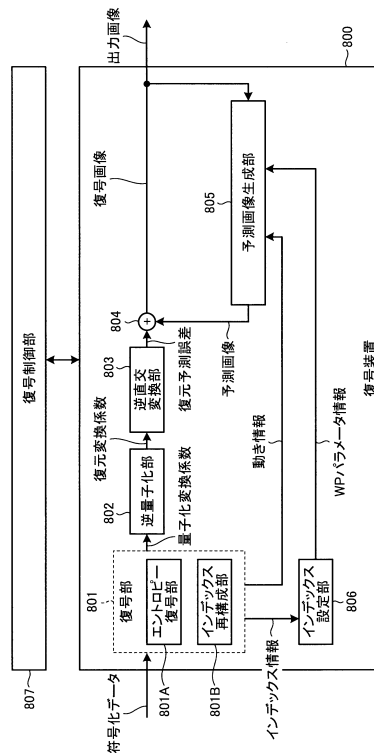 807
復号制御部
符号化データ
801
復号部
801A
エントロピー
復号部
801B
インデックス
再構成部
量子化変換係数
802
逆量子化部
復元変換係数
803
逆直交
変換部
復元予測誤差
804
+
復号画像
出力画像
予測画像
805
予測画像生成部
動き情報
WPパラメータ情報
インデックス情報
806
インデックス
設定部
復号装置
800